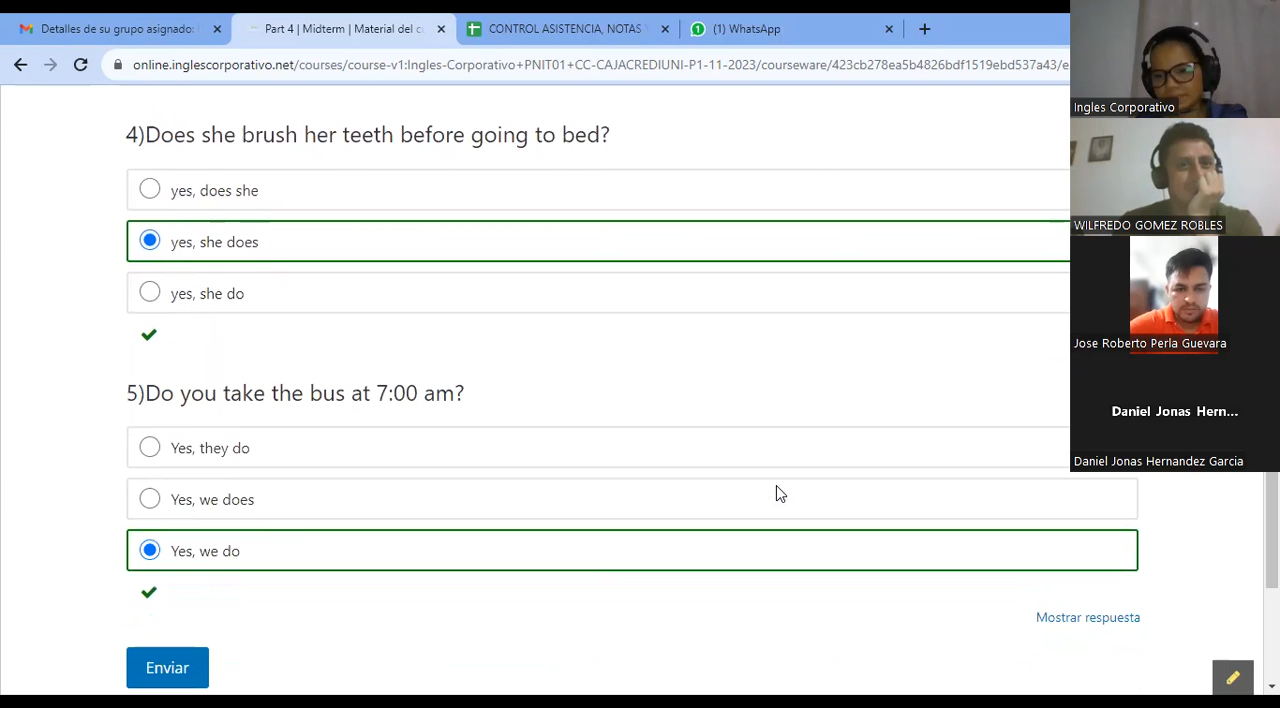 Detalles de su grupo asignado:
Part 4 | Midterm | Material del c
CONTROL ASISTENCIA, NOTAS
(1) WhatsApp
online.inglescorporativo.net/courses/course-v1:Ingles-Corporativo+PNIT01+CC-CAJACREDIUNI-P1-11-2023/courseware/423cb278ea5b4826bdf1519ebd537a43/e
4)Does she brush her teeth before going to bed?
yes, does she
yes, she does
yes, she do
5)Do you take the bus at 7:00 am?
Yes, they do
Yes, we does
Yes, we do
Mostrar respuesta
Enviar
Ingles Corporativo
WILFREDO GOMEZ ROBLES
Jose Roberto Perla Guevara
Daniel Jonas Hern...
Daniel Jonas Hernandez Garcia